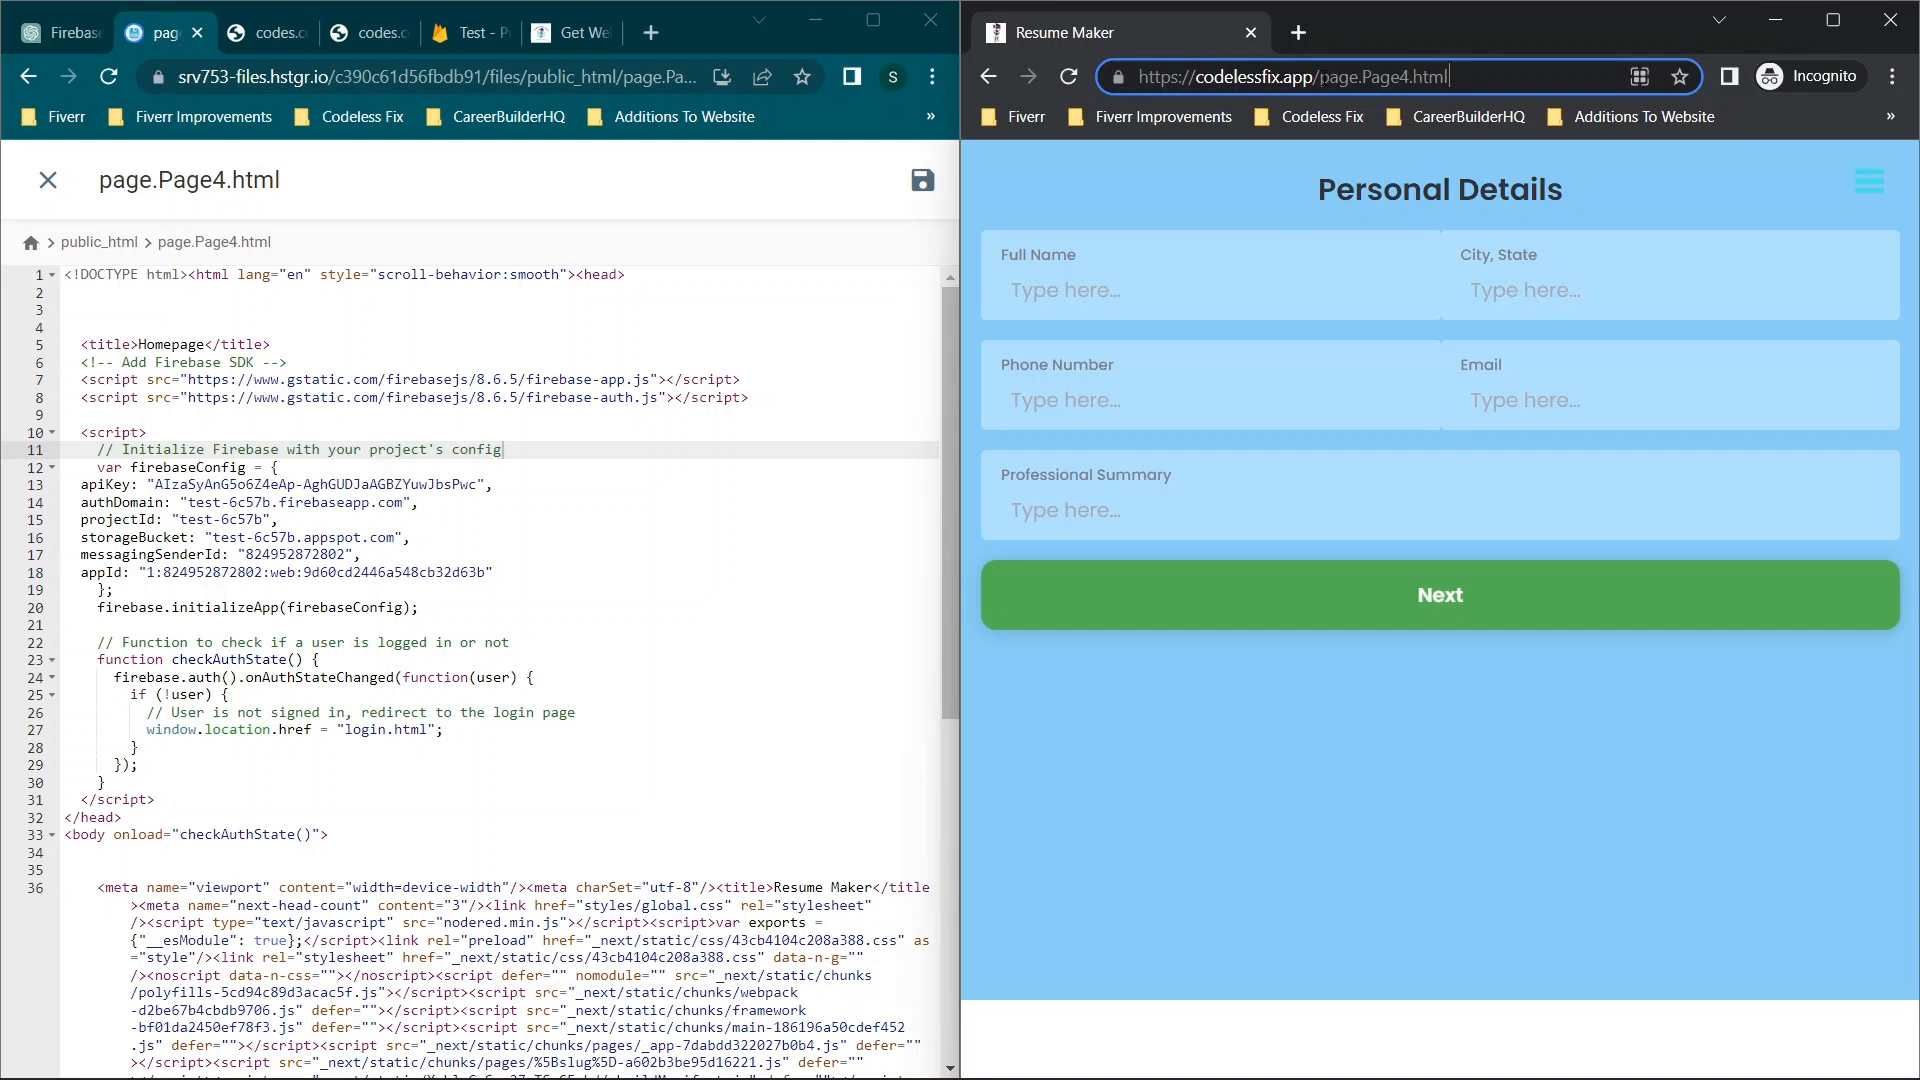 Firebase
page
codes.c
codes.c
Test - P
Get We
srv753-files.hstgr.io/c390c61d56fbdb91/files/public_html/page.Pa...
S
Fiverr
Fiverr Improvements
Codeless Fix
CareerBuilderHQ
Additions To Website
»
page.Page4.html
public_html > page.Page4.html
1 <!DOCTYPE html><html lang="en" style="scroll-behavior:smooth"><head>
2
3
4
5 <title>Homepage</title>
6 <!-- Add Firebase SDK -->
7 <script src="https://www.gstatic.com/firebasejs/8.6.5/firebase-app.js"></script>
8 <script src="https://www.gstatic.com/firebasejs/8.6.5/firebase-auth.js"></script>
9
10 <script>
11 // Initialize Firebase with your project's config
12 var firebaseConfig = {
13 apiKey: "AIzaSyAnG5o6Z4eAp-AghGUDJaAGBZYuwJbsPwc",
14 authDomain: "test-6c57b.firebaseapp.com",
15 projectId: "test-6c57b",
16 storageBucket: "test-6c57b.appspot.com",
17 messagingSenderId: "824952872802",
18 appId: "1:824952872802:web:9d60cd2446a548cb32d63b"
19 };
20 firebase.initializeApp(firebaseConfig);
21
22 // Function to check if a user is logged in or not
23 function checkAuthState() {
24 firebase.auth().onAuthStateChanged(function(user) {
25 if (!user) {
26 // User is not signed in, redirect to the login page
27 window.location.href = "login.html";
28 }
29 });
30 }
31 </script>
32 </head>
33 <body onload="checkAuthState()">
34
35
36 <meta name="viewport" content="width=device-width"/><meta charSet="utf-8"/><title>Resume Maker</title
><meta name="next-head-count" content="3"/><link href="styles/global.css" rel="stylesheet"
/><script type="text/javascript" src="nodered.min.js"></script><script>var exports =
{"__esModule": true};</script><link rel="preload" href="_next/static/css/43cb4104c208a388.css" as
="style"/><link rel="stylesheet" href="_next/static/css/43cb4104c208a388.css" data-n-g=""
/><noscript data-n-css=""></noscript><script defer="" nomodule="" src="_next/static/chunks
/polyfills-5cd94c89d3acac5f.js"></script><script src="_next/static/chunks/webpack
-d2be67b4cbdb9706.js" defer=""></script><script src="_next/static/chunks/framework
-bf01da2450ef78f3.js" defer=""></script><script src="_next/static/chunks/main-186196a50cdef452
.js" defer=""></script><script src="_next/static/chunks/pages/_app-7dabdd322027b0b4.js" defer=""
></script><script src="_next/static/chunks/pages/%5Bslug%5D-a602b3be95d16221.js" defer=""
Resume Maker
https://codelessfix.app/page.Page4.html
Incognito
Fiverr
Fiverr Improvements
Codeless Fix
CareerBuilderHQ
Additions To Website
»
Personal Details
Full Name
Type here...
City, State
Type here...
Phone Number
Type here...
Email
Type here...
Professional Summary
Type here...
Next